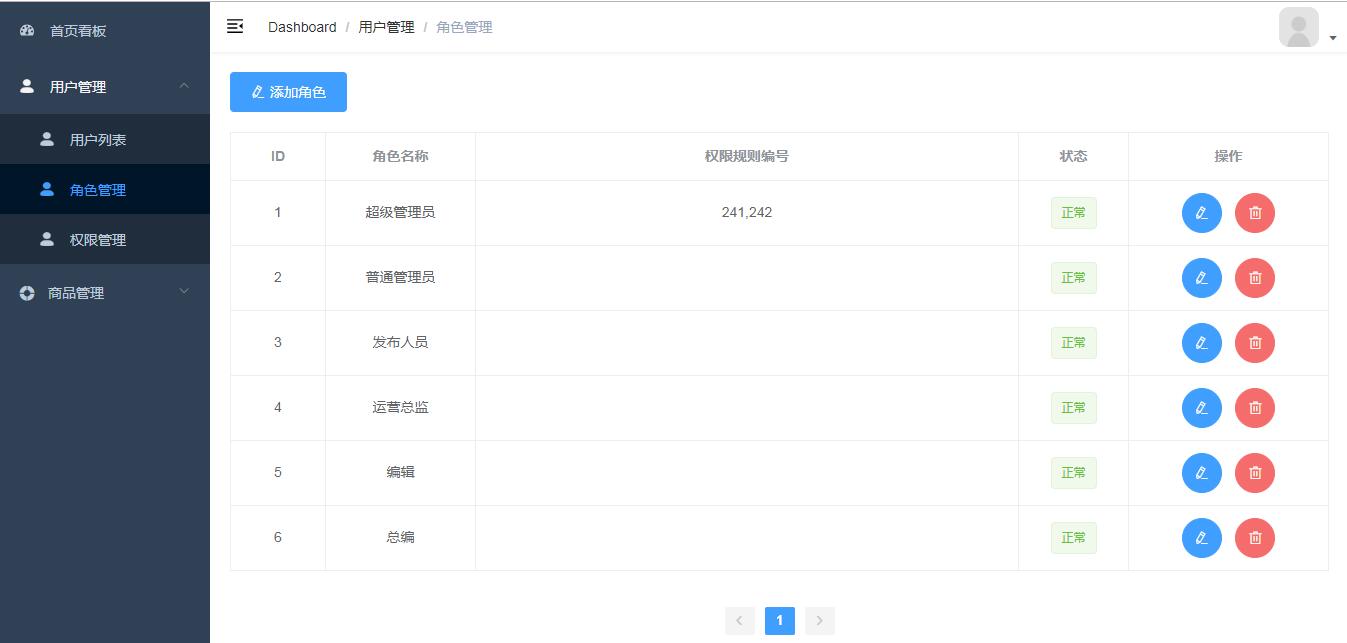 首页看板
用户管理
用户列表
角色管理
权限管理
商品管理
Dashboard / 用户管理 / 角色管理
添加角色
ID 角色名称 权限规则编号 状态 操作
1 超级管理员 241,242 正常
2 普通管理员 正常
3 发布人员 正常
4 运营总监 正常
5 编辑 正常
6 总编 正常
1